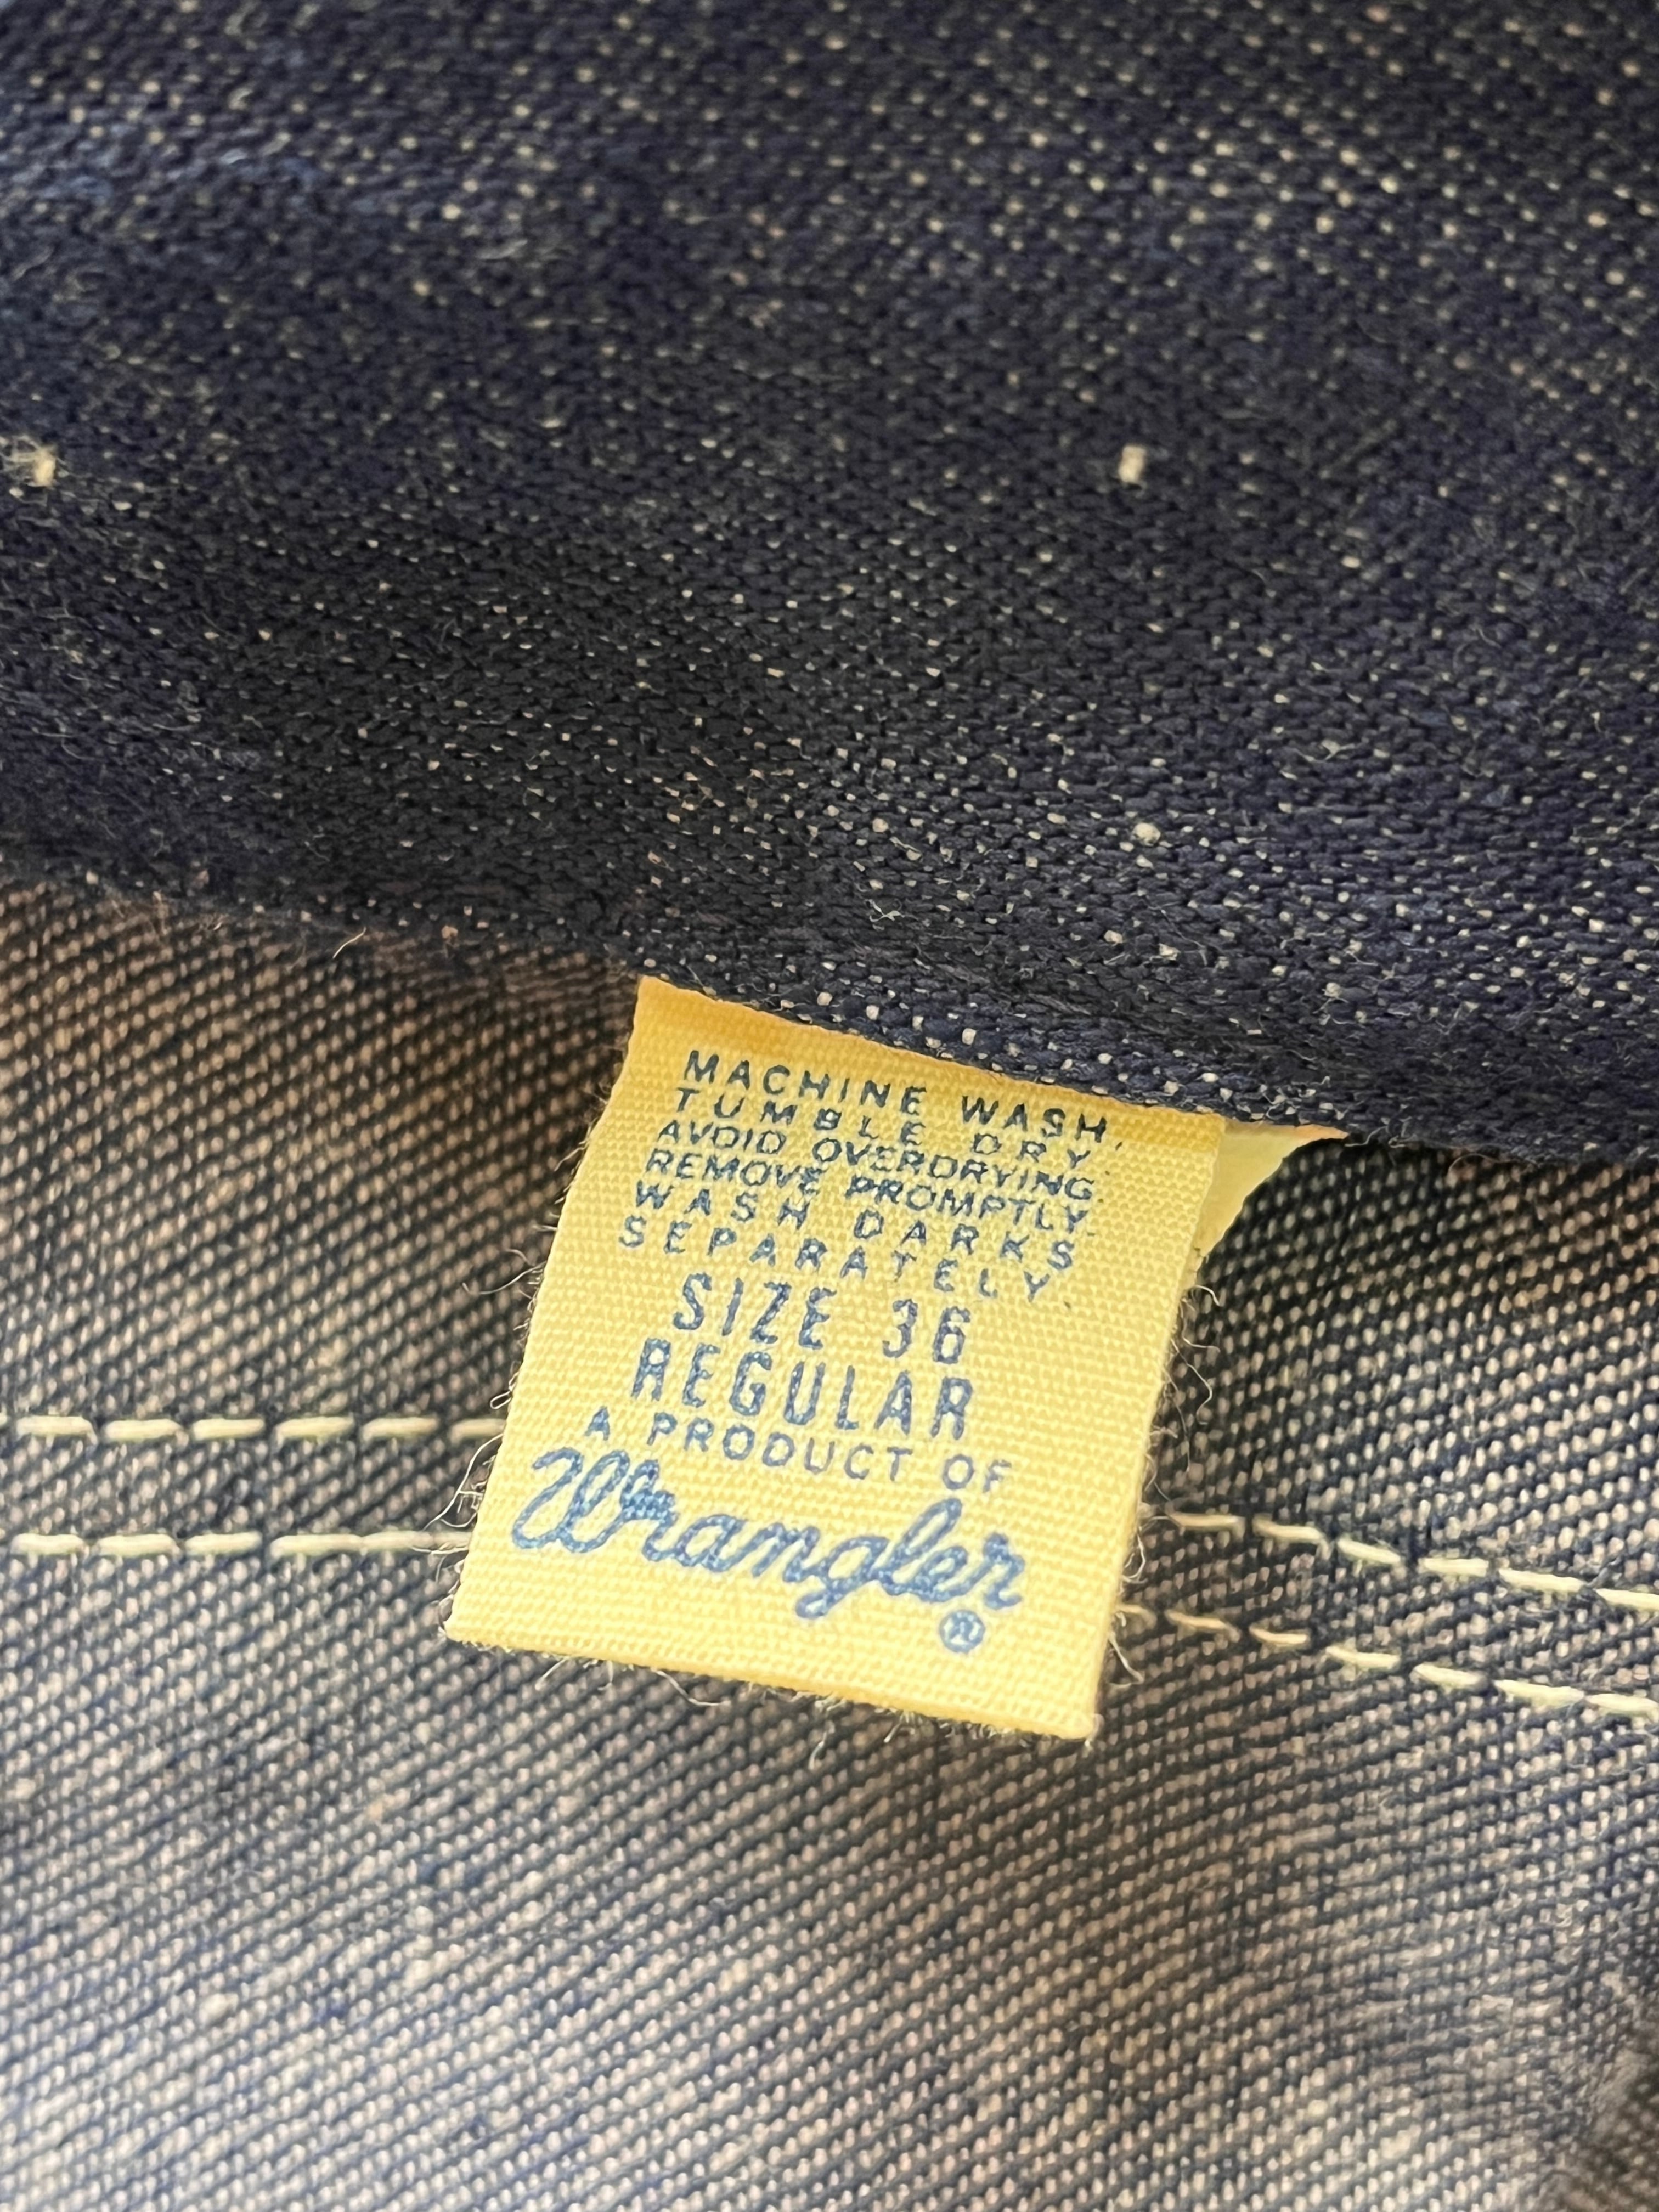 MACHINE WASH,
TUMBLE DRY.
AVOID OVERDRYING.
REMOVE PROMPTLY.
WASH DARKS
SEPARATELY.
SIZE 36
REGULAR
A PRODUCT OF
Wrangler
®